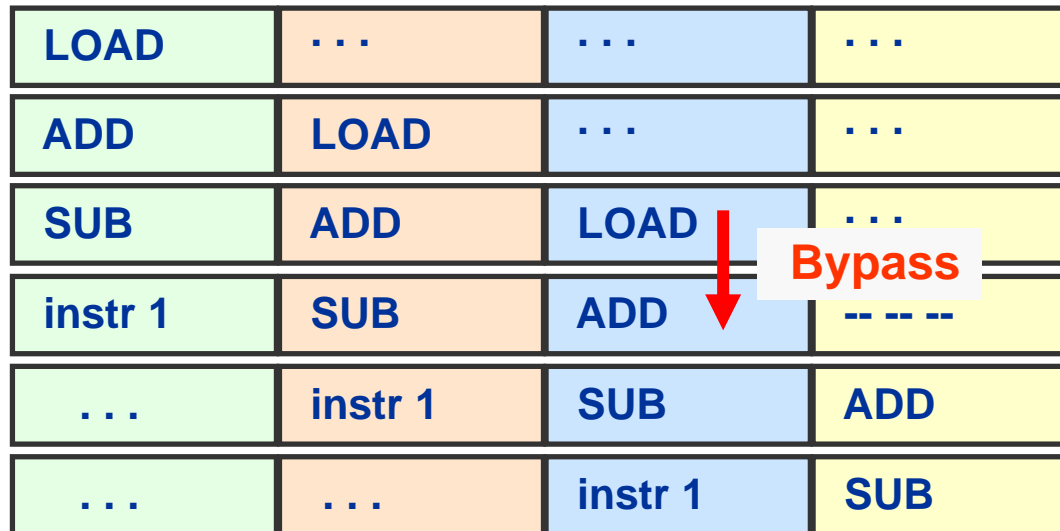 LOAD . . . . . . . . .
ADD LOAD . . . . . .
SUB ADD LOAD . . .
Bypass
instr 1 SUB ADD -- -- --
. . . instr 1 SUB ADD
. . . . . . instr 1 SUB